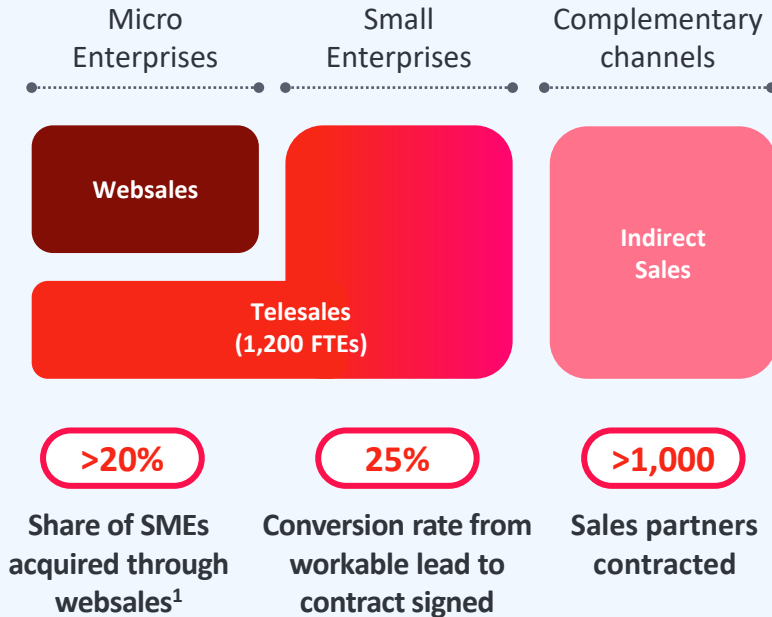 Micro
Enterprises
Small
Enterprises
Complementary
channels
Websales
Telesales
(1,200 FTEs)
Indirect
Sales
>20%
25%
>1,000
Share of SMEs
acquired through
websales¹
Conversion rate from
workable lead to
contract signed
Sales partners
contracted